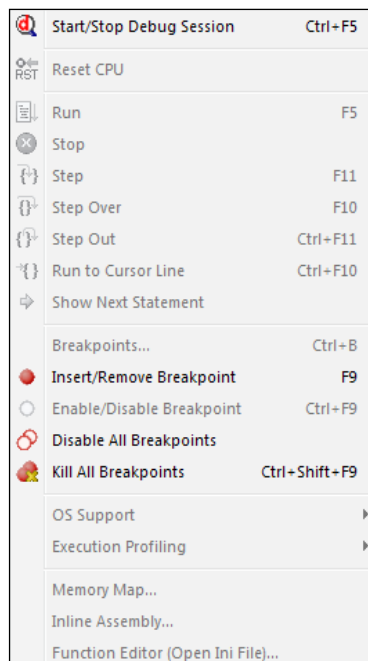 Start/Stop Debug Session Ctrl+F5
RST Reset CPU
Run F5
Stop
Step F11
Step Over F10
Step Out Ctrl+F11
Run to Cursor Line Ctrl+F10
Show Next Statement
Breakpoints... Ctrl+B
Insert/Remove Breakpoint F9
Enable/Disable Breakpoint Ctrl+F9
Disable All Breakpoints
Kill All Breakpoints Ctrl+Shift+F9
OS Support
Execution Profiling
Memory Map...
Inline Assembly...
Function Editor (Open Ini File)...